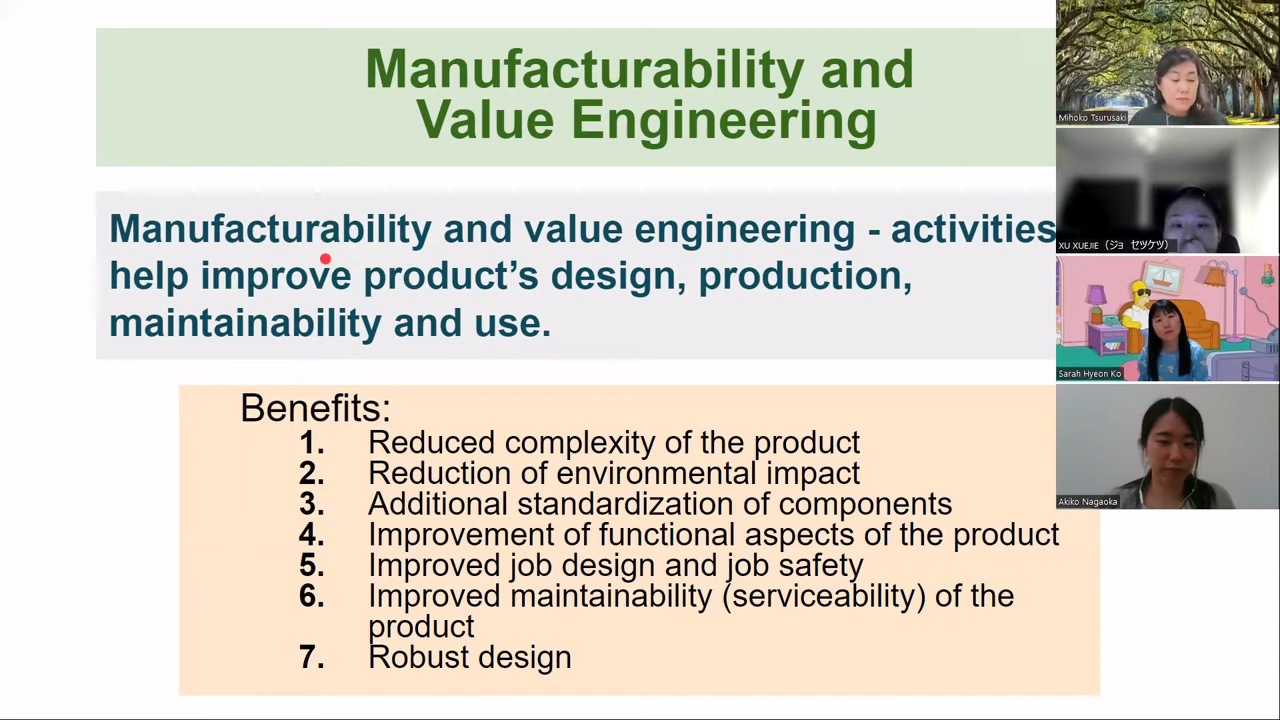 Manufacturability and
Value Engineering
Manufacturability and value engineering - activities
help improve product’s design, production,
maintainability and use.
Benefits:
1. Reduced complexity of the product
2. Reduction of environmental impact
3. Additional standardization of components
4. Improvement of functional aspects of the product
5. Improved job design and job safety
6. Improved maintainability (serviceability) of the
product
7. Robust design
Mihoko Tsurusaki
XU XUEJIE（ジョ セツケツ）
Sarah Hyeon Ko
Akiko Nagaoka